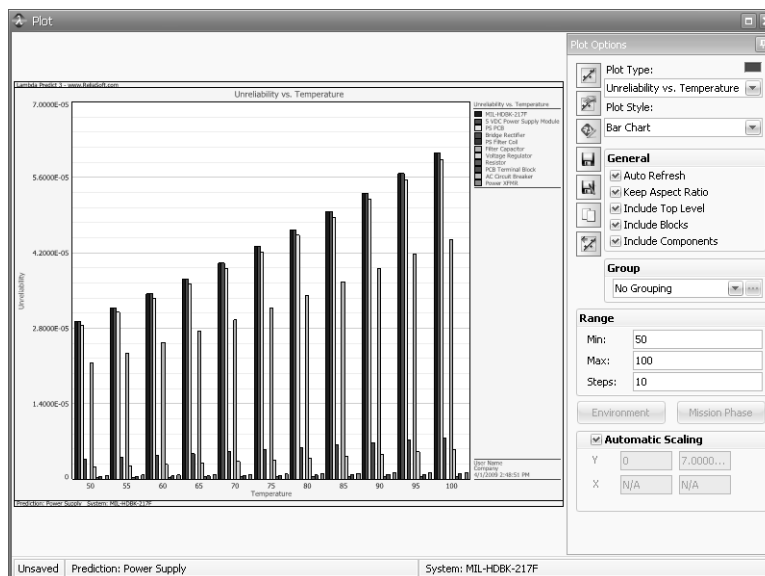 Plot
Lambda Predict 3 - www.ReliaSoft.com
Unreliability vs. Temperature
7.0000E-05
5.6000E-05
4.2000E-05
2.8000E-05
1.4000E-05
0
Unreliability
50 55 60 65 70 75 80 85 90 95 100
Temperature
Unreliability vs. Temperature
MIL-HDBK-217F
5 VDC Power Supply Module
PS PCB
Bridge Rectifier
PS Filter Coil
Filter Capacitor
Voltage Regulator
Resistor
PCB Terminal Block
AC Circuit Breaker
Power XFMR
User Name
Company
4/1/2009 2:48:51 PM
Prediction: Power Supply System: MIL-HDBK-217F
Plot Options
Plot Type:
Unreliability vs. Temperature
Plot Style:
Bar Chart
General
Auto Refresh
Keep Aspect Ratio
Include Top Level
Include Blocks
Include Components
Group
No Grouping
Range
Min: 50
Max: 100
Steps: 10
Environment Mission Phase
Automatic Scaling
Y 0 7.0000...
X N/A N/A
Unsaved Prediction: Power Supply System: MIL-HDBK-217F